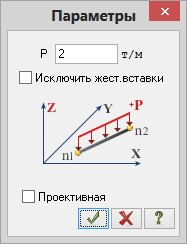 Параметры
P 2 т/м
Исключить жест.вставки
Z Y +P
n2
n1
X
Проективная
?